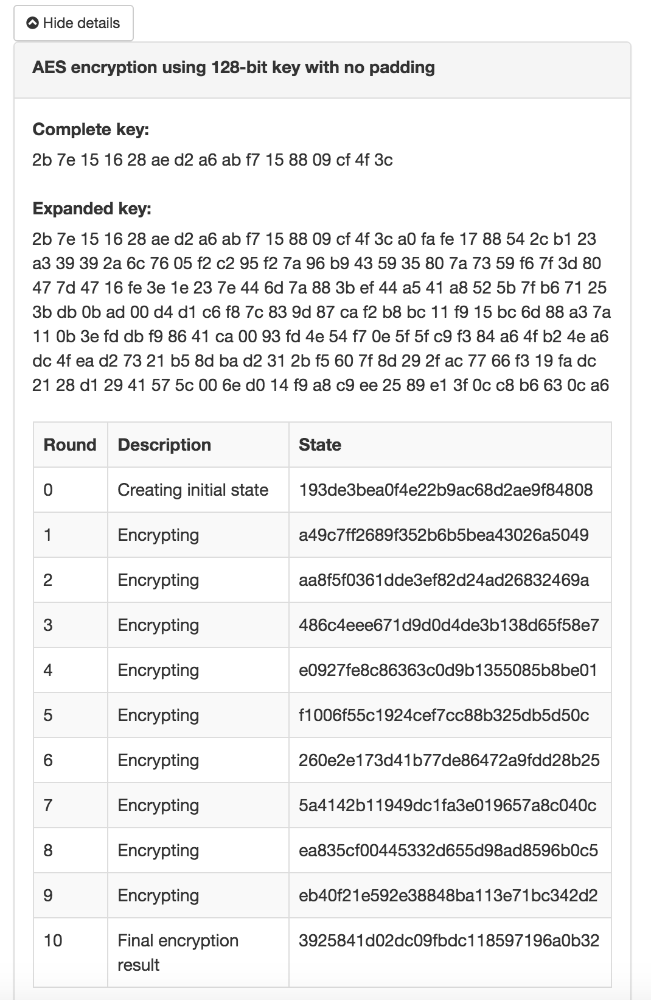 Hide details
AES encryption using 128-bit key with no padding
Complete key:
2b 7e 15 16 28 ae d2 a6 ab f7 15 88 09 cf 4f 3c
Expanded key:
2b 7e 15 16 28 ae d2 a6 ab f7 15 88 09 cf 4f 3c a0 fa fe 17 88 54 2c b1 23
a3 39 39 2a 6c 76 05 f2 c2 95 f2 7a 96 b9 43 59 35 80 7a 73 59 f6 7f 3d 80
47 7d 47 16 fe 3e 1e 23 7e 44 6d 7a 88 3b ef 44 a5 41 a8 52 5b 7f b6 71 25
3b db 0b ad 00 d4 d1 c6 f8 7c 83 9d 87 ca f2 b8 bc 11 f9 15 bc 6d 88 a3 7a
11 0b 3e fd db f9 86 41 ca 00 93 fd 4e 54 f7 0e 5f 5f c9 f3 84 a6 4f b2 4e a6
dc 4f ea d2 73 21 b5 8d ba d2 31 2b f5 60 7f 8d 29 2f ac 77 66 f3 19 fa dc
21 28 d1 29 41 57 5c 00 6e d0 14 f9 a8 c9 ee 25 89 e1 3f 0c c8 b6 63 0c a6
Round Description State
0 Creating initial state 193de3bea0f4e22b9ac68d2ae9f84808
1 Encrypting a49c7ff2689f352b6b5bea43026a5049
2 Encrypting aa8f5f0361dde3ef82d24ad26832469a
3 Encrypting 486c4eee671d9d0d4de3b138d65f58e7
4 Encrypting e0927fe8c86363c0d9b1355085b8be01
5 Encrypting f1006f55c1924cef7cc88b325db5d50c
6 Encrypting 260e2e173d41b77de86472a9fdd28b25
7 Encrypting 5a4142b11949dc1fa3e019657a8c040c
8 Encrypting ea835cf00445332d655d98ad8596b0c5
9 Encrypting eb40f21e592e38848ba113e71bc342d2
10 Final encryption 3925841d02dc09fbdc118597196a0b32
result